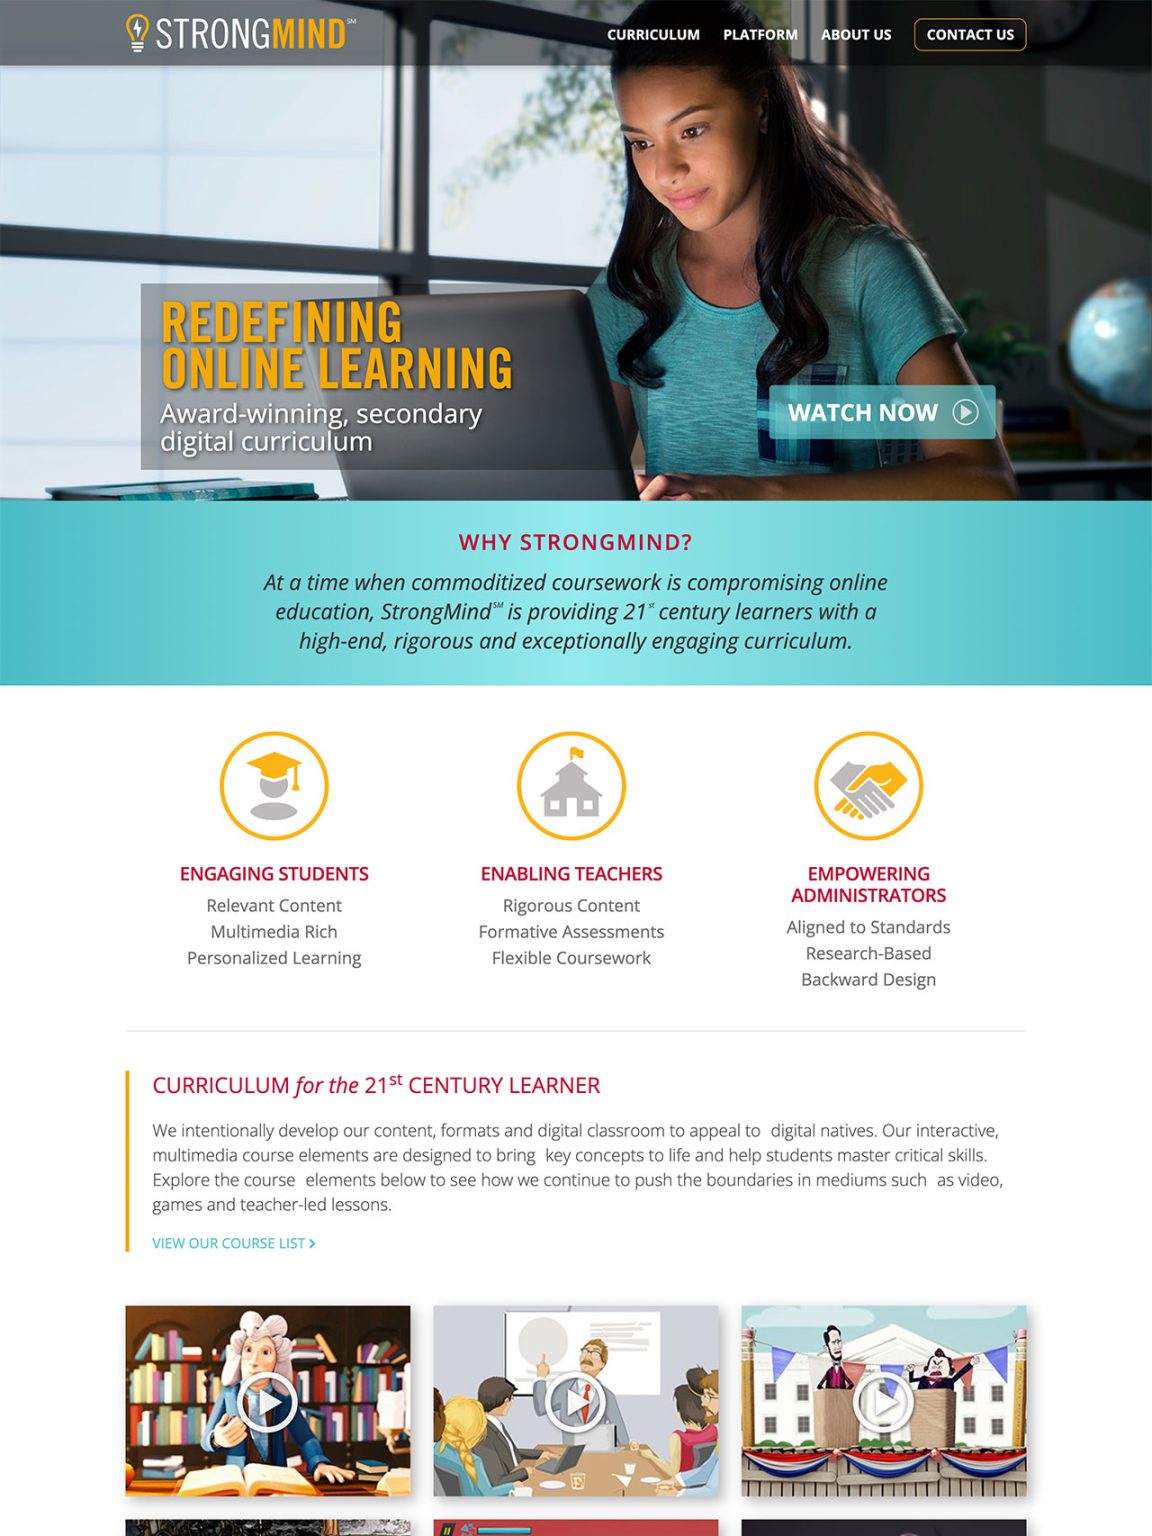 STRONGMIND℠
CURRICULUM PLATFORM ABOUT US CONTACT US
REDEFINING
ONLINE LEARNING
Award-winning, secondary
digital curriculum
WATCH NOW
WHY STRONGMIND?
At a time when commoditized coursework is compromising online
education, StrongMind℠ is providing 21st century learners with a
high-end, rigorous and exceptionally engaging curriculum.
ENGAGING STUDENTS
Relevant Content
Multimedia Rich
Personalized Learning
ENABLING TEACHERS
Rigorous Content
Formative Assessments
Flexible Coursework
EMPOWERING
ADMINISTRATORS
Aligned to Standards
Research-Based
Backward Design
CURRICULUM for the 21st CENTURY LEARNER
We intentionally develop our content, formats and digital classroom to appeal to digital natives. Our interactive,
multimedia course elements are designed to bring key concepts to life and help students master critical skills.
Explore the course elements below to see how we continue to push the boundaries in mediums such as video,
games and teacher-led lessons.
VIEW OUR COURSE LIST